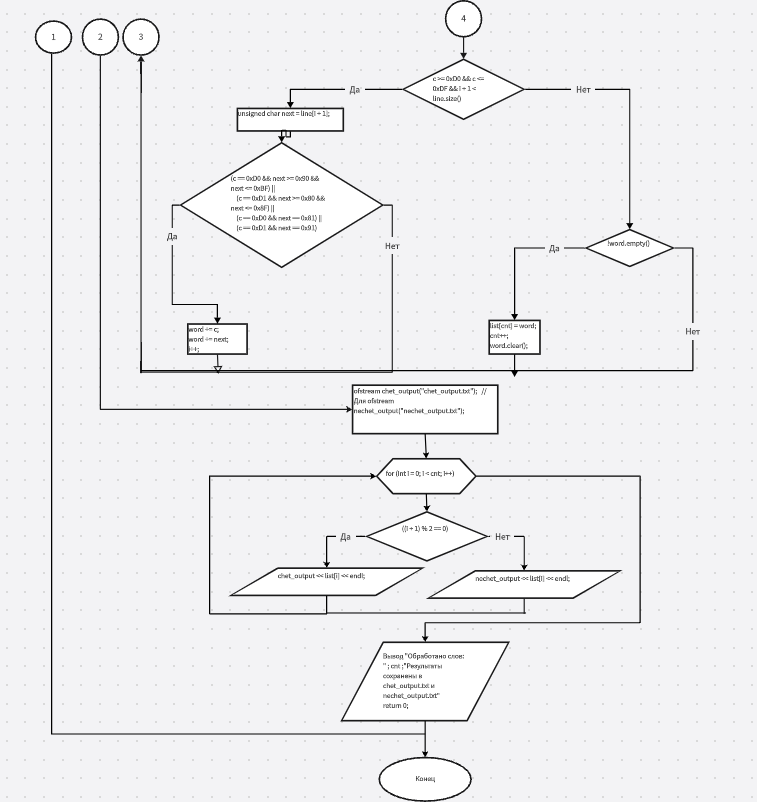 1
2
3
4
c >= 0xD0 && c <=
0xDF && i + 1 <
line.size()
Да
Нет
unsigned char next = line[i + 1];
(c == 0xD0 && next >= 0x90 &&
next <= 0xBF) ||
(c == 0xD1 && next >= 0x80 &&
next <= 0x8F) ||
(c == 0xD0 && next == 0x81) ||
(c == 0xD1 && next == 0x91)
Да
Нет
!word.empty()
Да
Нет
word += c;
word += next;
i++;
list[cnt] = word;
cnt++;
word.clear();
ofstream chet_output("chet_output.txt"); //
Для ofstream
nechet_output("nechet_output.txt");
for (int i = 0; i < cnt; i++)
((i + 1) % 2 == 0)
Да
Нет
chet_output << list[i] << endl;
nechet_output << list[i] << endl;
Вывод "Обработано слов:
" ; cnt ;"Результаты
сохранены в
chet_output.txt и
nechet_output.txt"
return 0;
Конец